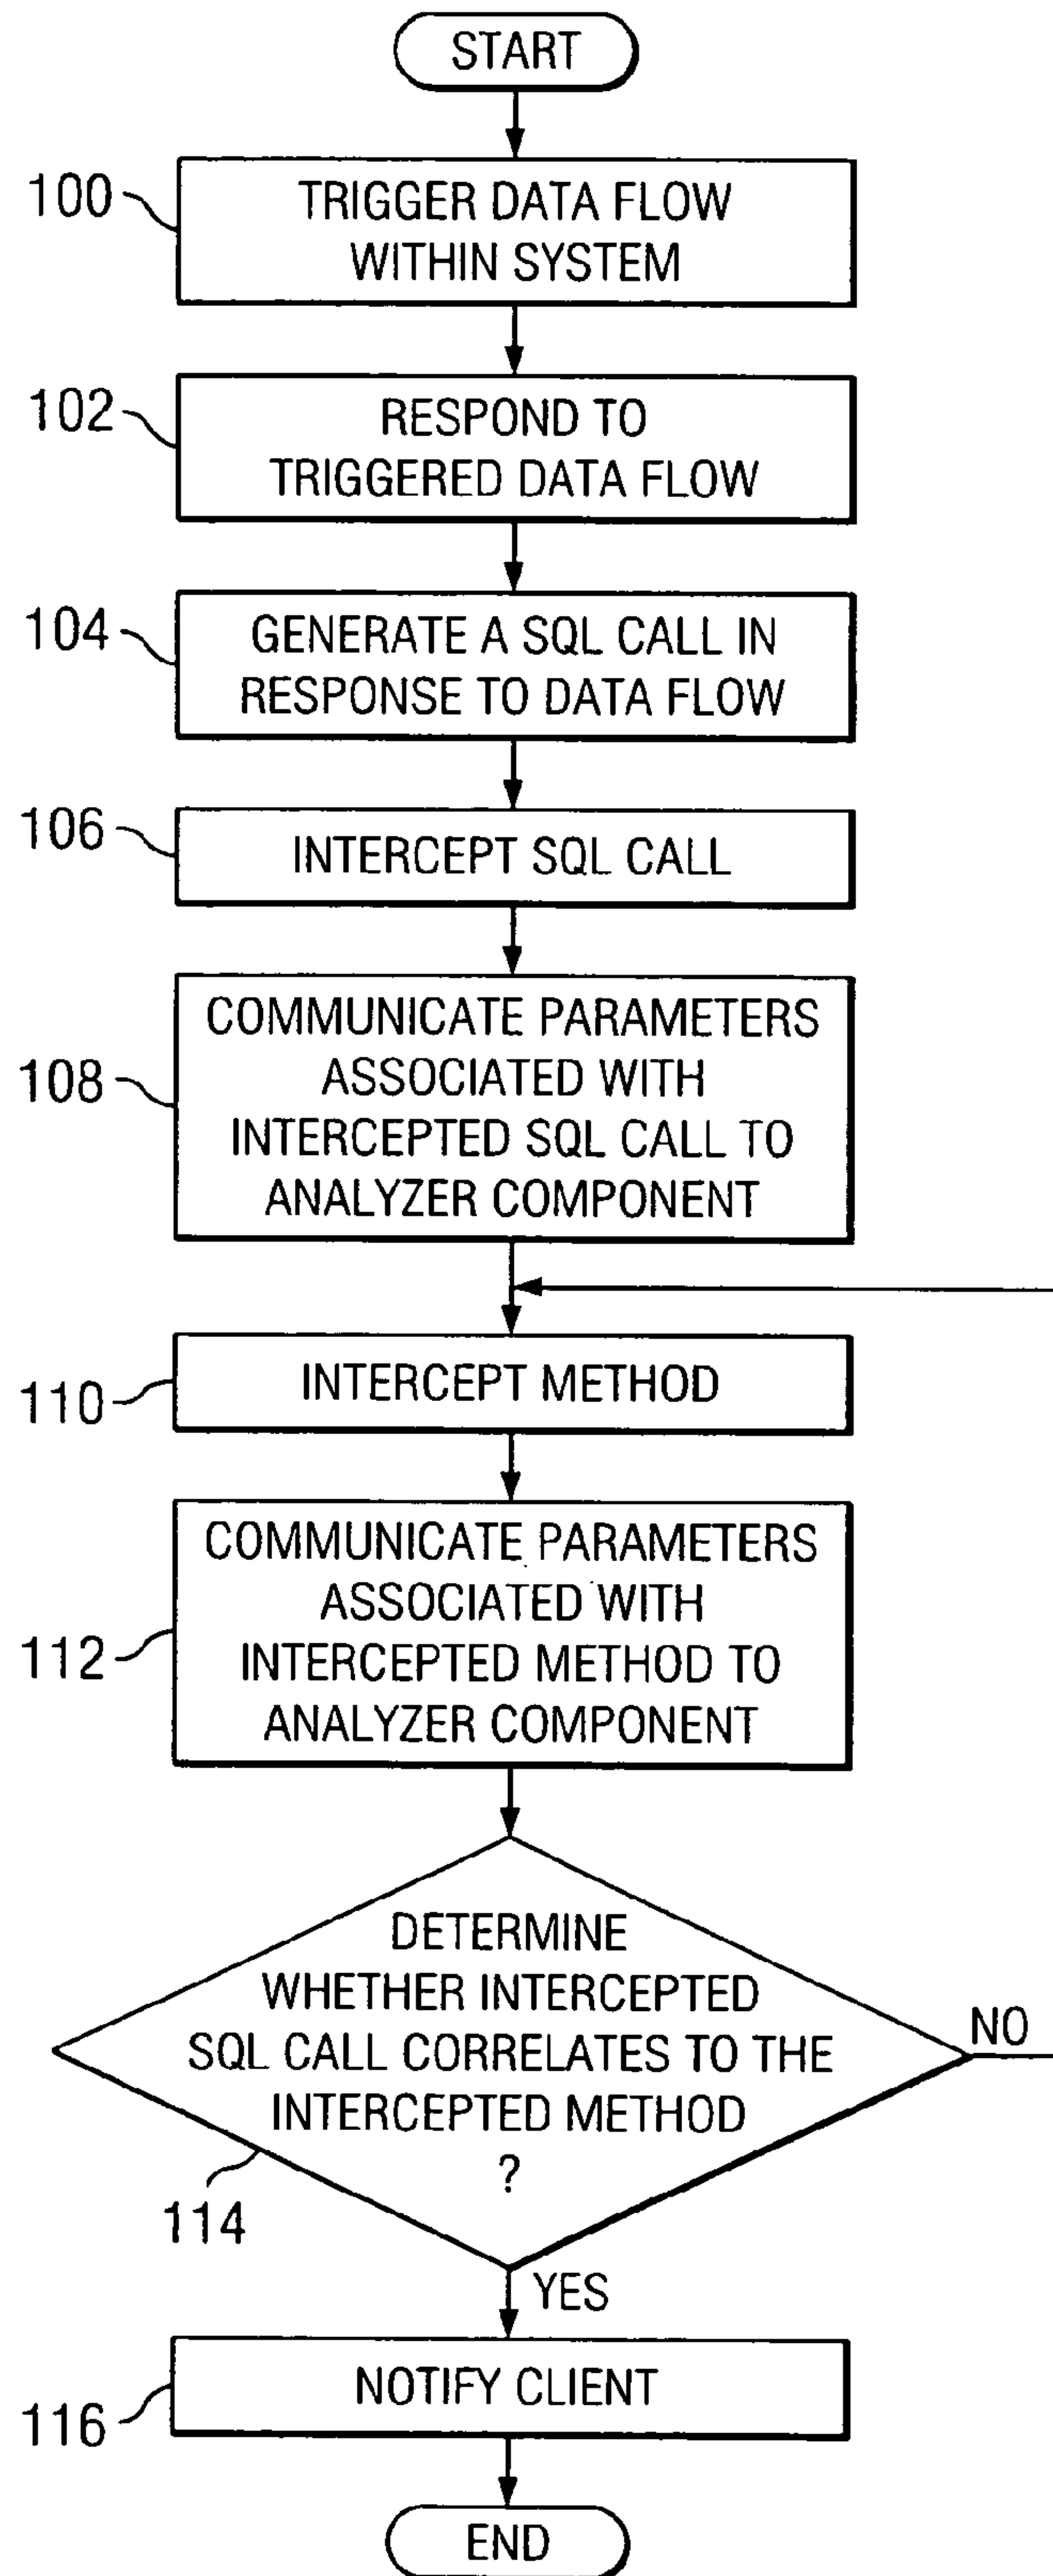 START
100
TRIGGER DATA FLOW
WITHIN SYSTEM
102
RESPOND TO
TRIGGERED DATA FLOW
104
GENERATE A SQL CALL IN
RESPONSE TO DATA FLOW
106
INTERCEPT SQL CALL
108
COMMUNICATE PARAMETERS
ASSOCIATED WITH
INTERCEPTED SQL CALL TO
ANALYZER COMPONENT
110
INTERCEPT METHOD
112
COMMUNICATE PARAMETERS
ASSOCIATED WITH
INTERCEPTED METHOD TO
ANALYZER COMPONENT
DETERMINE
WHETHER INTERCEPTED
SQL CALL CORRELATES TO THE
INTERCEPTED METHOD
?
NO
114
YES
116
NOTIFY CLIENT
END